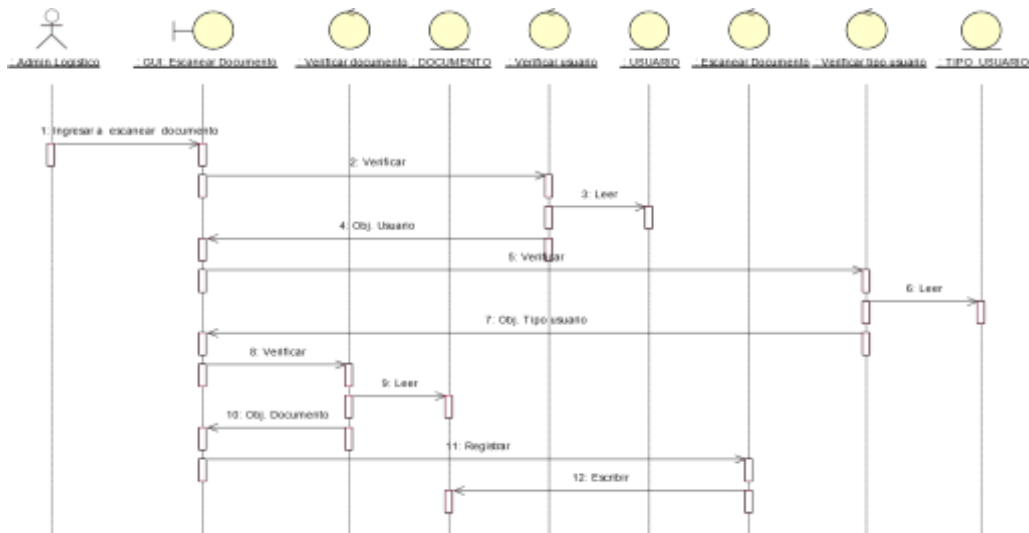 : Admin Logistico
: GUI: Escanear Documento
: Verificar documento
: DOCUMENTO
: Verificar usuario
: USUARIO
: Escanear Documento
: Verificar tipo usuario
: TIPO_USUARIO
1: Ingresar a escanear documento
2: Verificar
3: Leer
4: Obj. Usuario
5: Verificar
6: Leer
7: Obj. Tipo usuario
8: Verificar
9: Leer
10: Obj. Documento
11: Registrar
12: Escribir